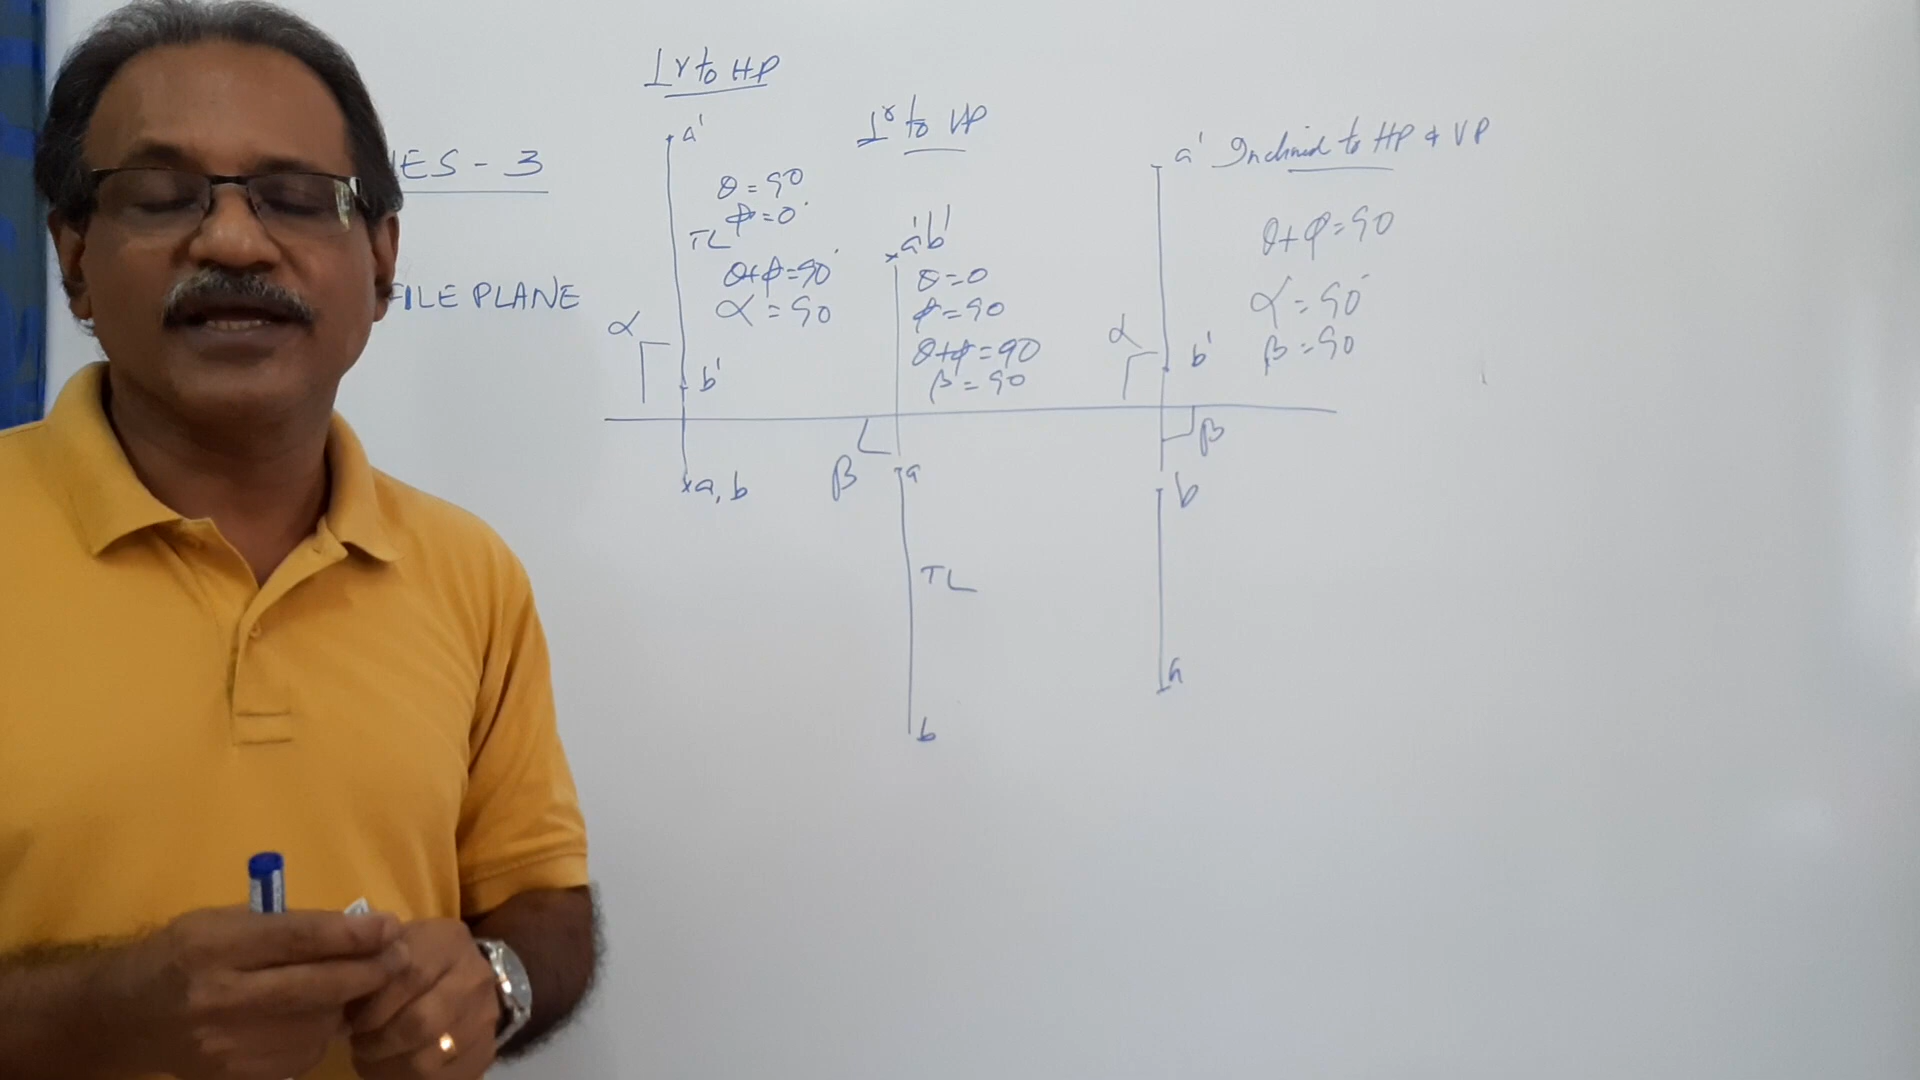 IES - 3
FILE PLANE
⊥r to HP
a'
θ = 90
ϕ = 0°
TL
θ+ϕ=90°
α = 90
α
b'
a, b
⊥r to VP
a'b'
θ=0
ϕ=90
θ+ϕ=90
β = 90
β
a
TL
b
a' Inclined to HP & VP
θ+ϕ=90
α=90°
β=90
α
b'
β
b
a